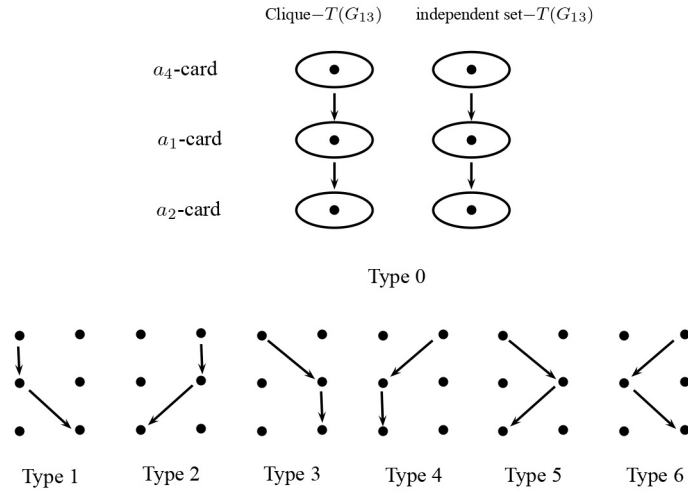 Clique−T(G₁₃) independent set−T(G₁₃)
a₄-card
a₁-card
a₂-card
Type 0
Type 1 Type 2 Type 3 Type 4 Type 5 Type 6